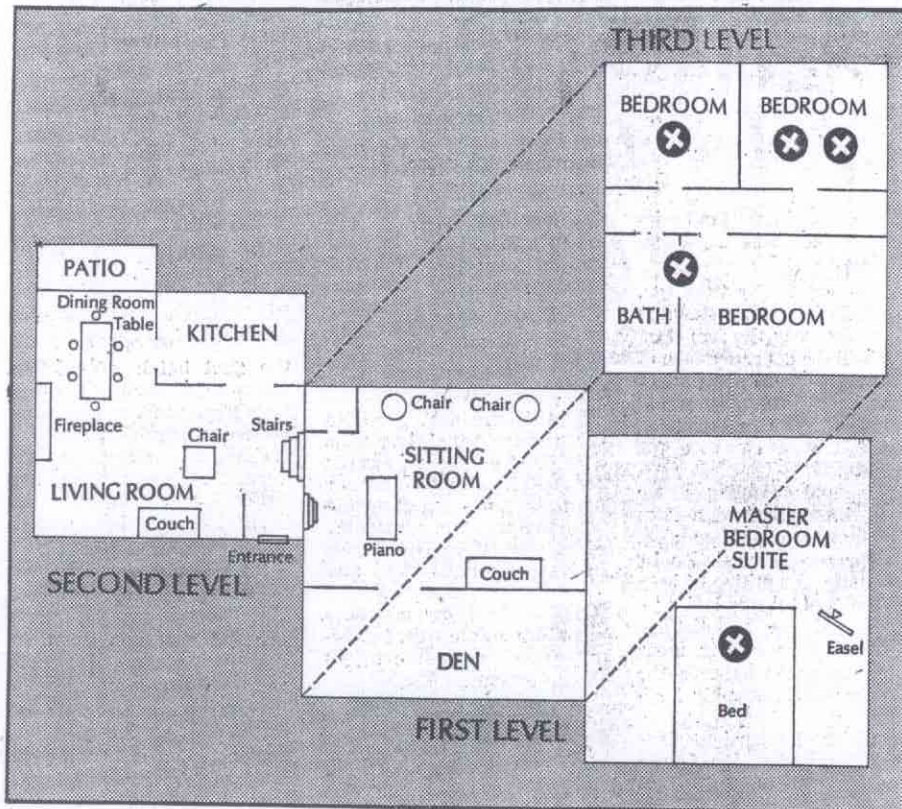 THIRD LEVEL
BEDROOM
BEDROOM
BATH
BEDROOM
PATIO
Dining Room
Table
KITCHEN
Fireplace
Chair
Stairs
LIVING ROOM
Couch
Entrance
SECOND LEVEL
Chair
Chair
SITTING
ROOM
Piano
Couch
DEN
FIRST LEVEL
MASTER
BEDROOM
SUITE
Easel
Bed